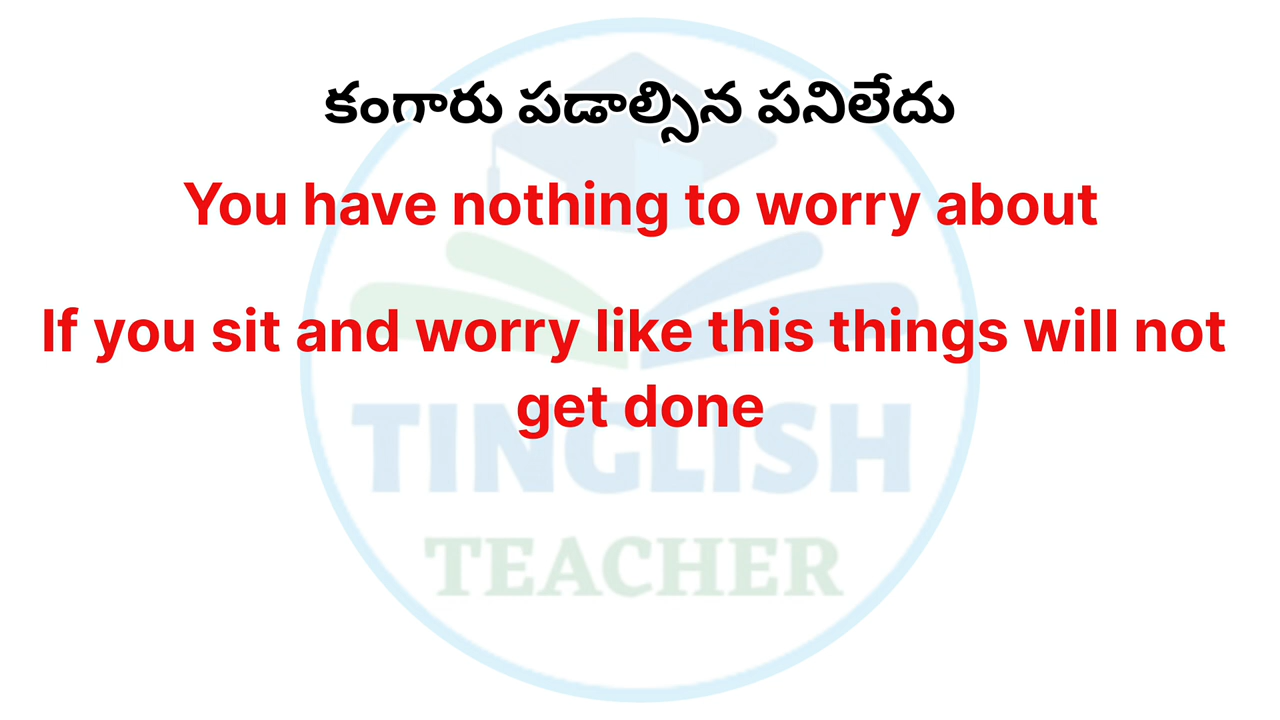 కంగారు పడాల్సిన పనిలేదు
You have nothing to worry about
If you sit and worry like this things will not
get done
TINGLISH
TEACHER